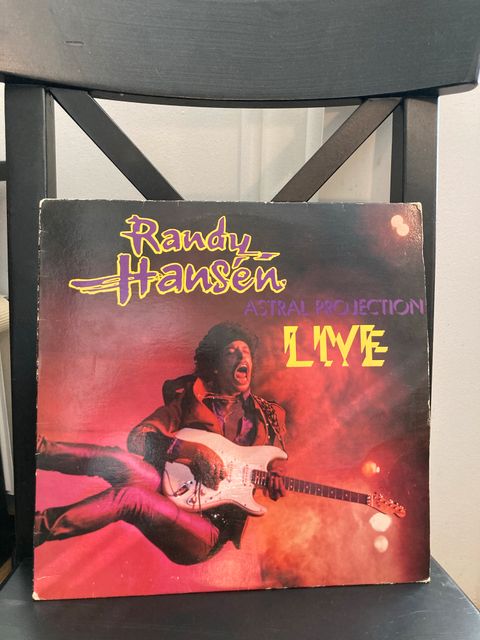 Randy
Hansen
ASTRAL PROJECTION
LIVE